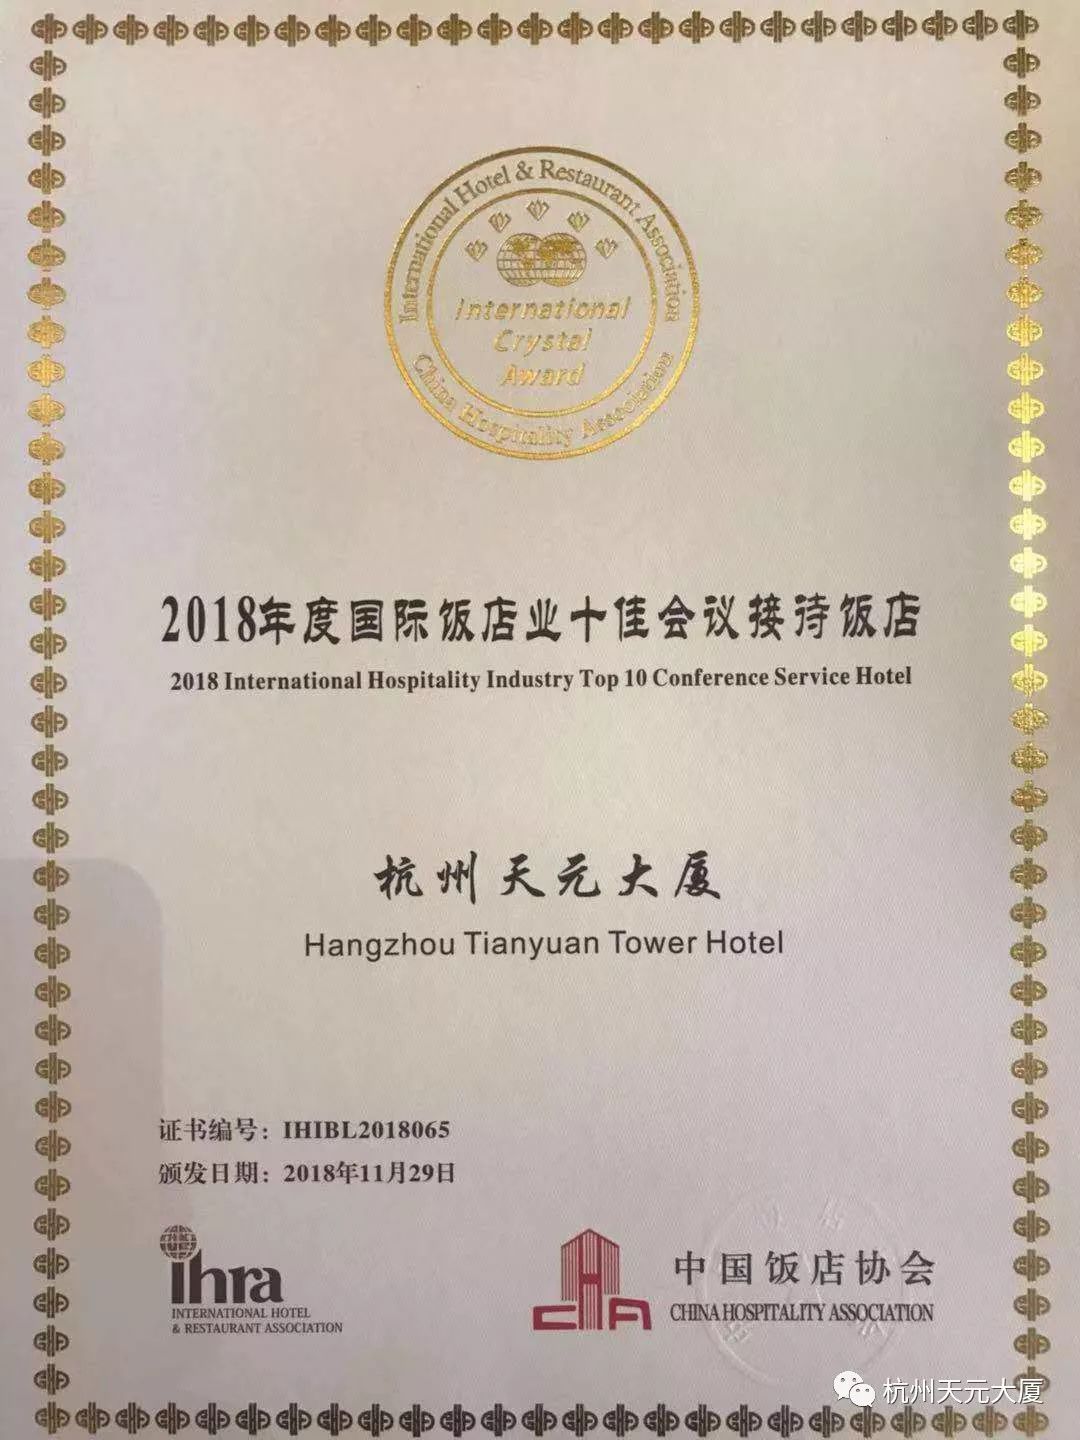 International Hotel & Restaurant Association
International
Crystal
Award
China Hospitality Association
2018年度国际饭店业十佳会议接待饭店
2018 International Hospitality Industry Top 10 Conference Service Hotel
杭州天元大厦
Hangzhou Tianyuan Tower Hotel
证书编号：IHIBL2018065
颁发日期：2018年11月29日
ihra
INTERNATIONAL HOTEL
& RESTAURANT ASSOCIATION
CHA
中国饭店协会
CHINA HOSPITALITY ASSOCIATION
杭州天元大厦